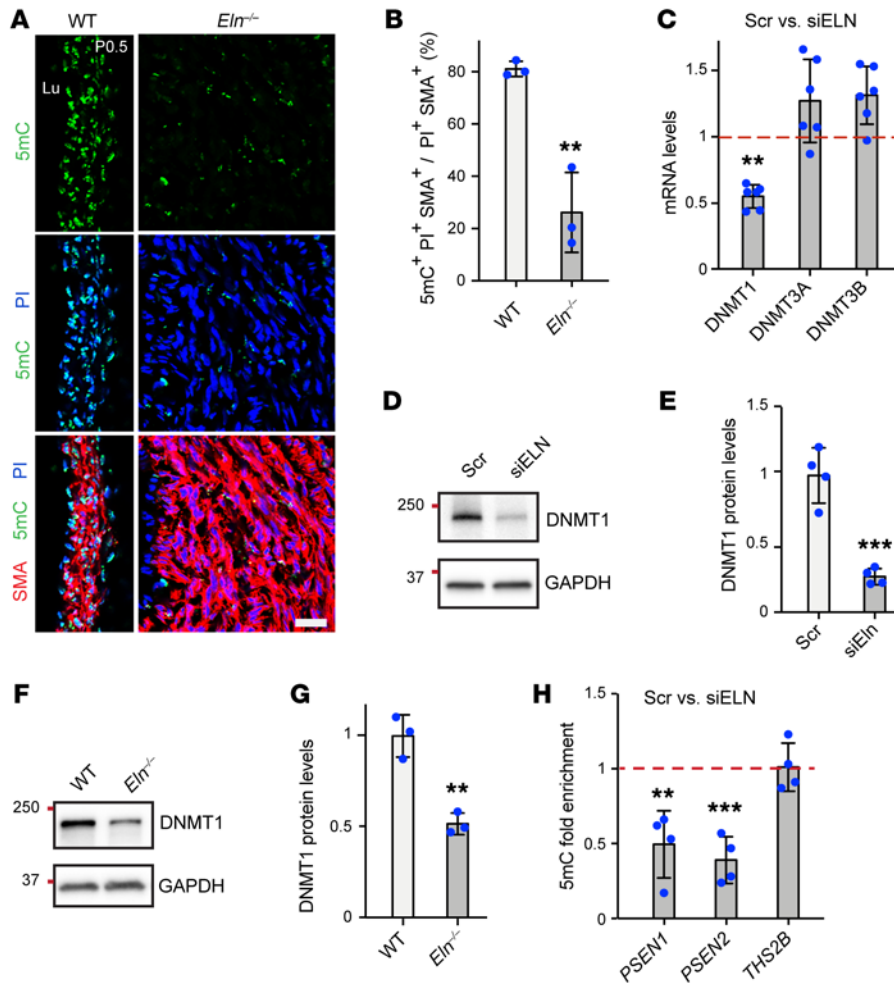 A
WT
Eln–/–
P0.5
Lu
5mC
5mC PI
SMA 5mC PI
B
5mC+ PI+ SMA+ / PI+ SMA+ (%)
80
60
40
20
0
**
WT
Eln–/–
C
Scr vs. siELN
mRNA levels
1.5
1
0.5
0
**
DNMT1
DNMT3A
DNMT3B
D
Scr
siELN
250
DNMT1
37
GAPDH
E
DNMT1 protein levels
1.5
1
0.5
0
***
Scr
siEln
F
WT
Eln–/–
250
DNMT1
37
GAPDH
G
DNMT1 protein levels
1
0.5
0
**
WT
Eln–/–
H
Scr vs. siELN
5mC fold enrichment
1.5
1
0.5
0
**
***
PSEN1
PSEN2
THS2B